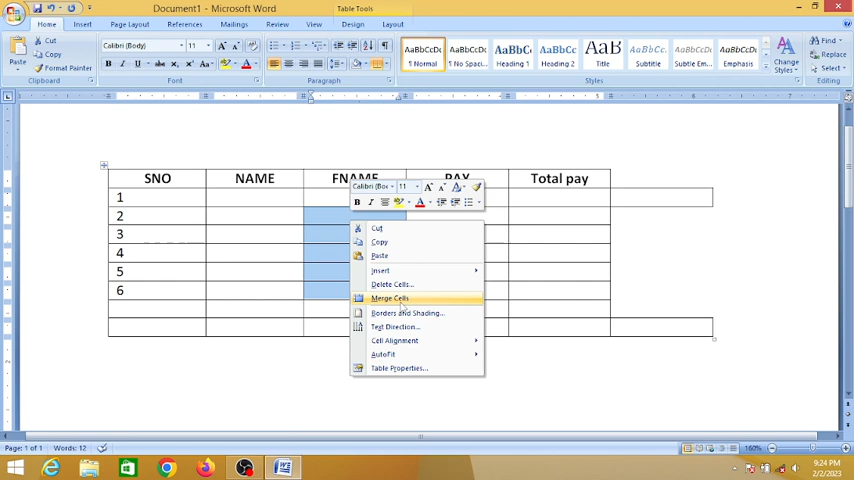 Document1 - Microsoft Word
Table Tools
Home Insert Page Layout References Mailings Review View Design Layout
Paste
Cut
Copy
Format Painter
Clipboard
Calibri (Body) 11
Font
Paragraph
AaBbCcDc AaBbCcDc AaBbCc AaBbCc AaB AaBbCc. AaBbCcDc AaBbCcDc
¶ Normal ¶ No Spaci... Heading 1 Heading 2 Title Subtitle Subtle Em... Emphasis
Change Styles
Styles
Find
Replace
Select
Editing
SNO NAME FNAME PAY Total pay
1
2
3
4
5
6
Calibri (Boc 11
Cut
Copy
Paste
Insert
Delete Cells...
Merge Cells
Borders and Shading...
Text Direction...
Cell Alignment
AutoFit
Table Properties...
Page: 1 of 1 Words: 12
160%
9:24 PM
2/2/2023